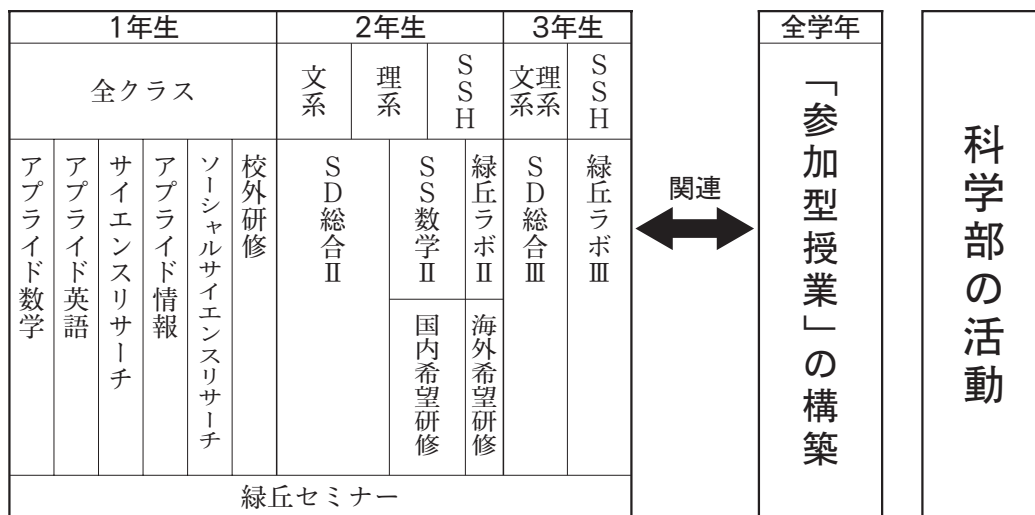 1年生
2年生
3年生
全クラス
文系
理系
SSH
文系
理系
SSH
アプライド数学
アプライド英語
サイエンスリサーチ
アプライド情報
ソーシャルサイエンスリサーチ
校外研修
SD総合Ⅱ
SS数学Ⅱ
緑丘ラボⅡ
SD総合Ⅲ
緑丘ラボⅢ
国内希望研修
海外希望研修
緑丘セミナー
関連
全学年
「参加型授業」の構築
科学部の活動